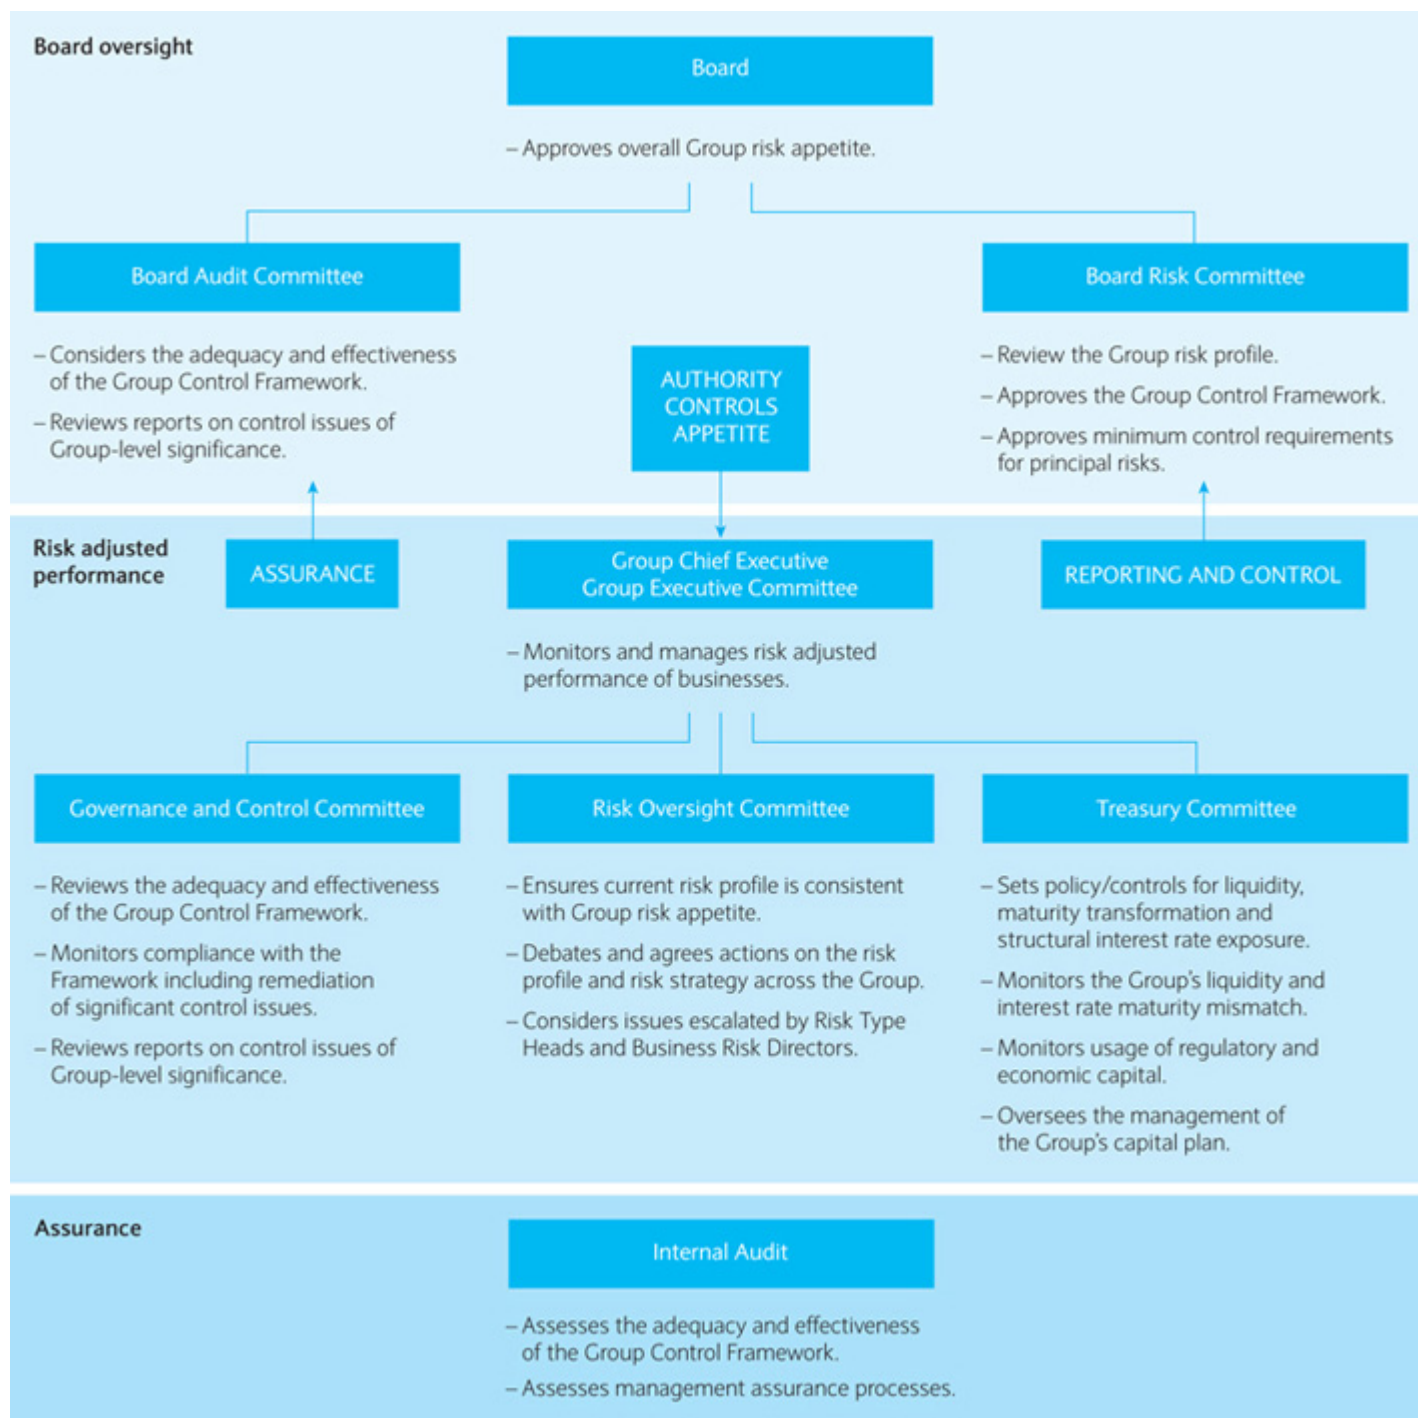 Board oversight
Board
– Approves overall Group risk appetite.
Board Audit Committee
– Considers the adequacy and effectiveness
of the Group Control Framework.
– Reviews reports on control issues of
Group-level significance.
AUTHORITY
CONTROLS
APPETITE
Board Risk Committee
– Review the Group risk profile.
– Approves the Group Control Framework.
– Approves minimum control requirements
for principal risks.
Risk adjusted
performance
ASSURANCE
Group Chief Executive
Group Executive Committee
– Monitors and manages risk adjusted
performance of businesses.
REPORTING AND CONTROL
Governance and Control Committee
– Reviews the adequacy and effectiveness
of the Group Control Framework.
– Monitors compliance with the
Framework including remediation
of significant control issues.
– Reviews reports on control issues of
Group-level significance.
Risk Oversight Committee
– Ensures current risk profile is consistent
with Group risk appetite.
– Debates and agrees actions on the risk
profile and risk strategy across the Group.
– Considers issues escalated by Risk Type
Heads and Business Risk Directors.
Treasury Committee
– Sets policy/controls for liquidity,
maturity transformation and
structural interest rate exposure.
– Monitors the Group's liquidity and
interest rate maturity mismatch.
– Monitors usage of regulatory and
economic capital.
– Oversees the management of
the Group's capital plan.
Assurance
Internal Audit
– Assesses the adequacy and effectiveness
of the Group Control Framework.
– Assesses management assurance processes.